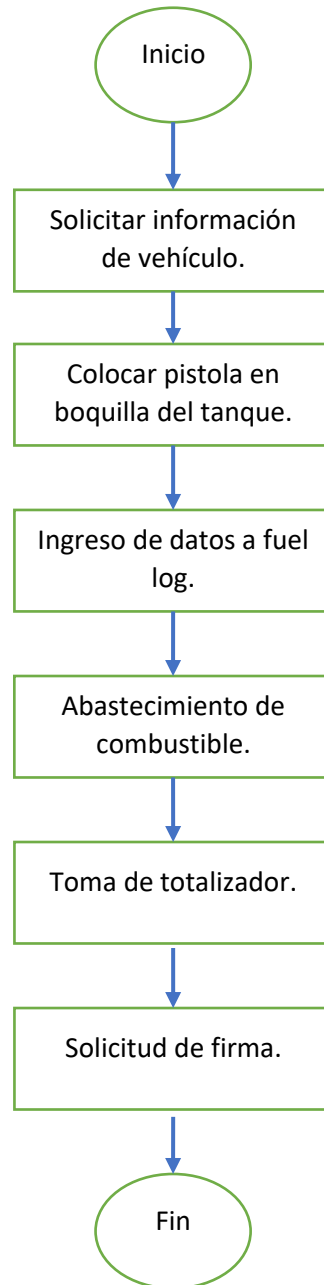 Inicio
Solicitar información
de vehículo.
Colocar pistola en
boquilla del tanque.
Ingreso de datos a fuel
log.
Abastecimiento de
combustible.
Toma de totalizador.
Solicitud de firma.
Fin